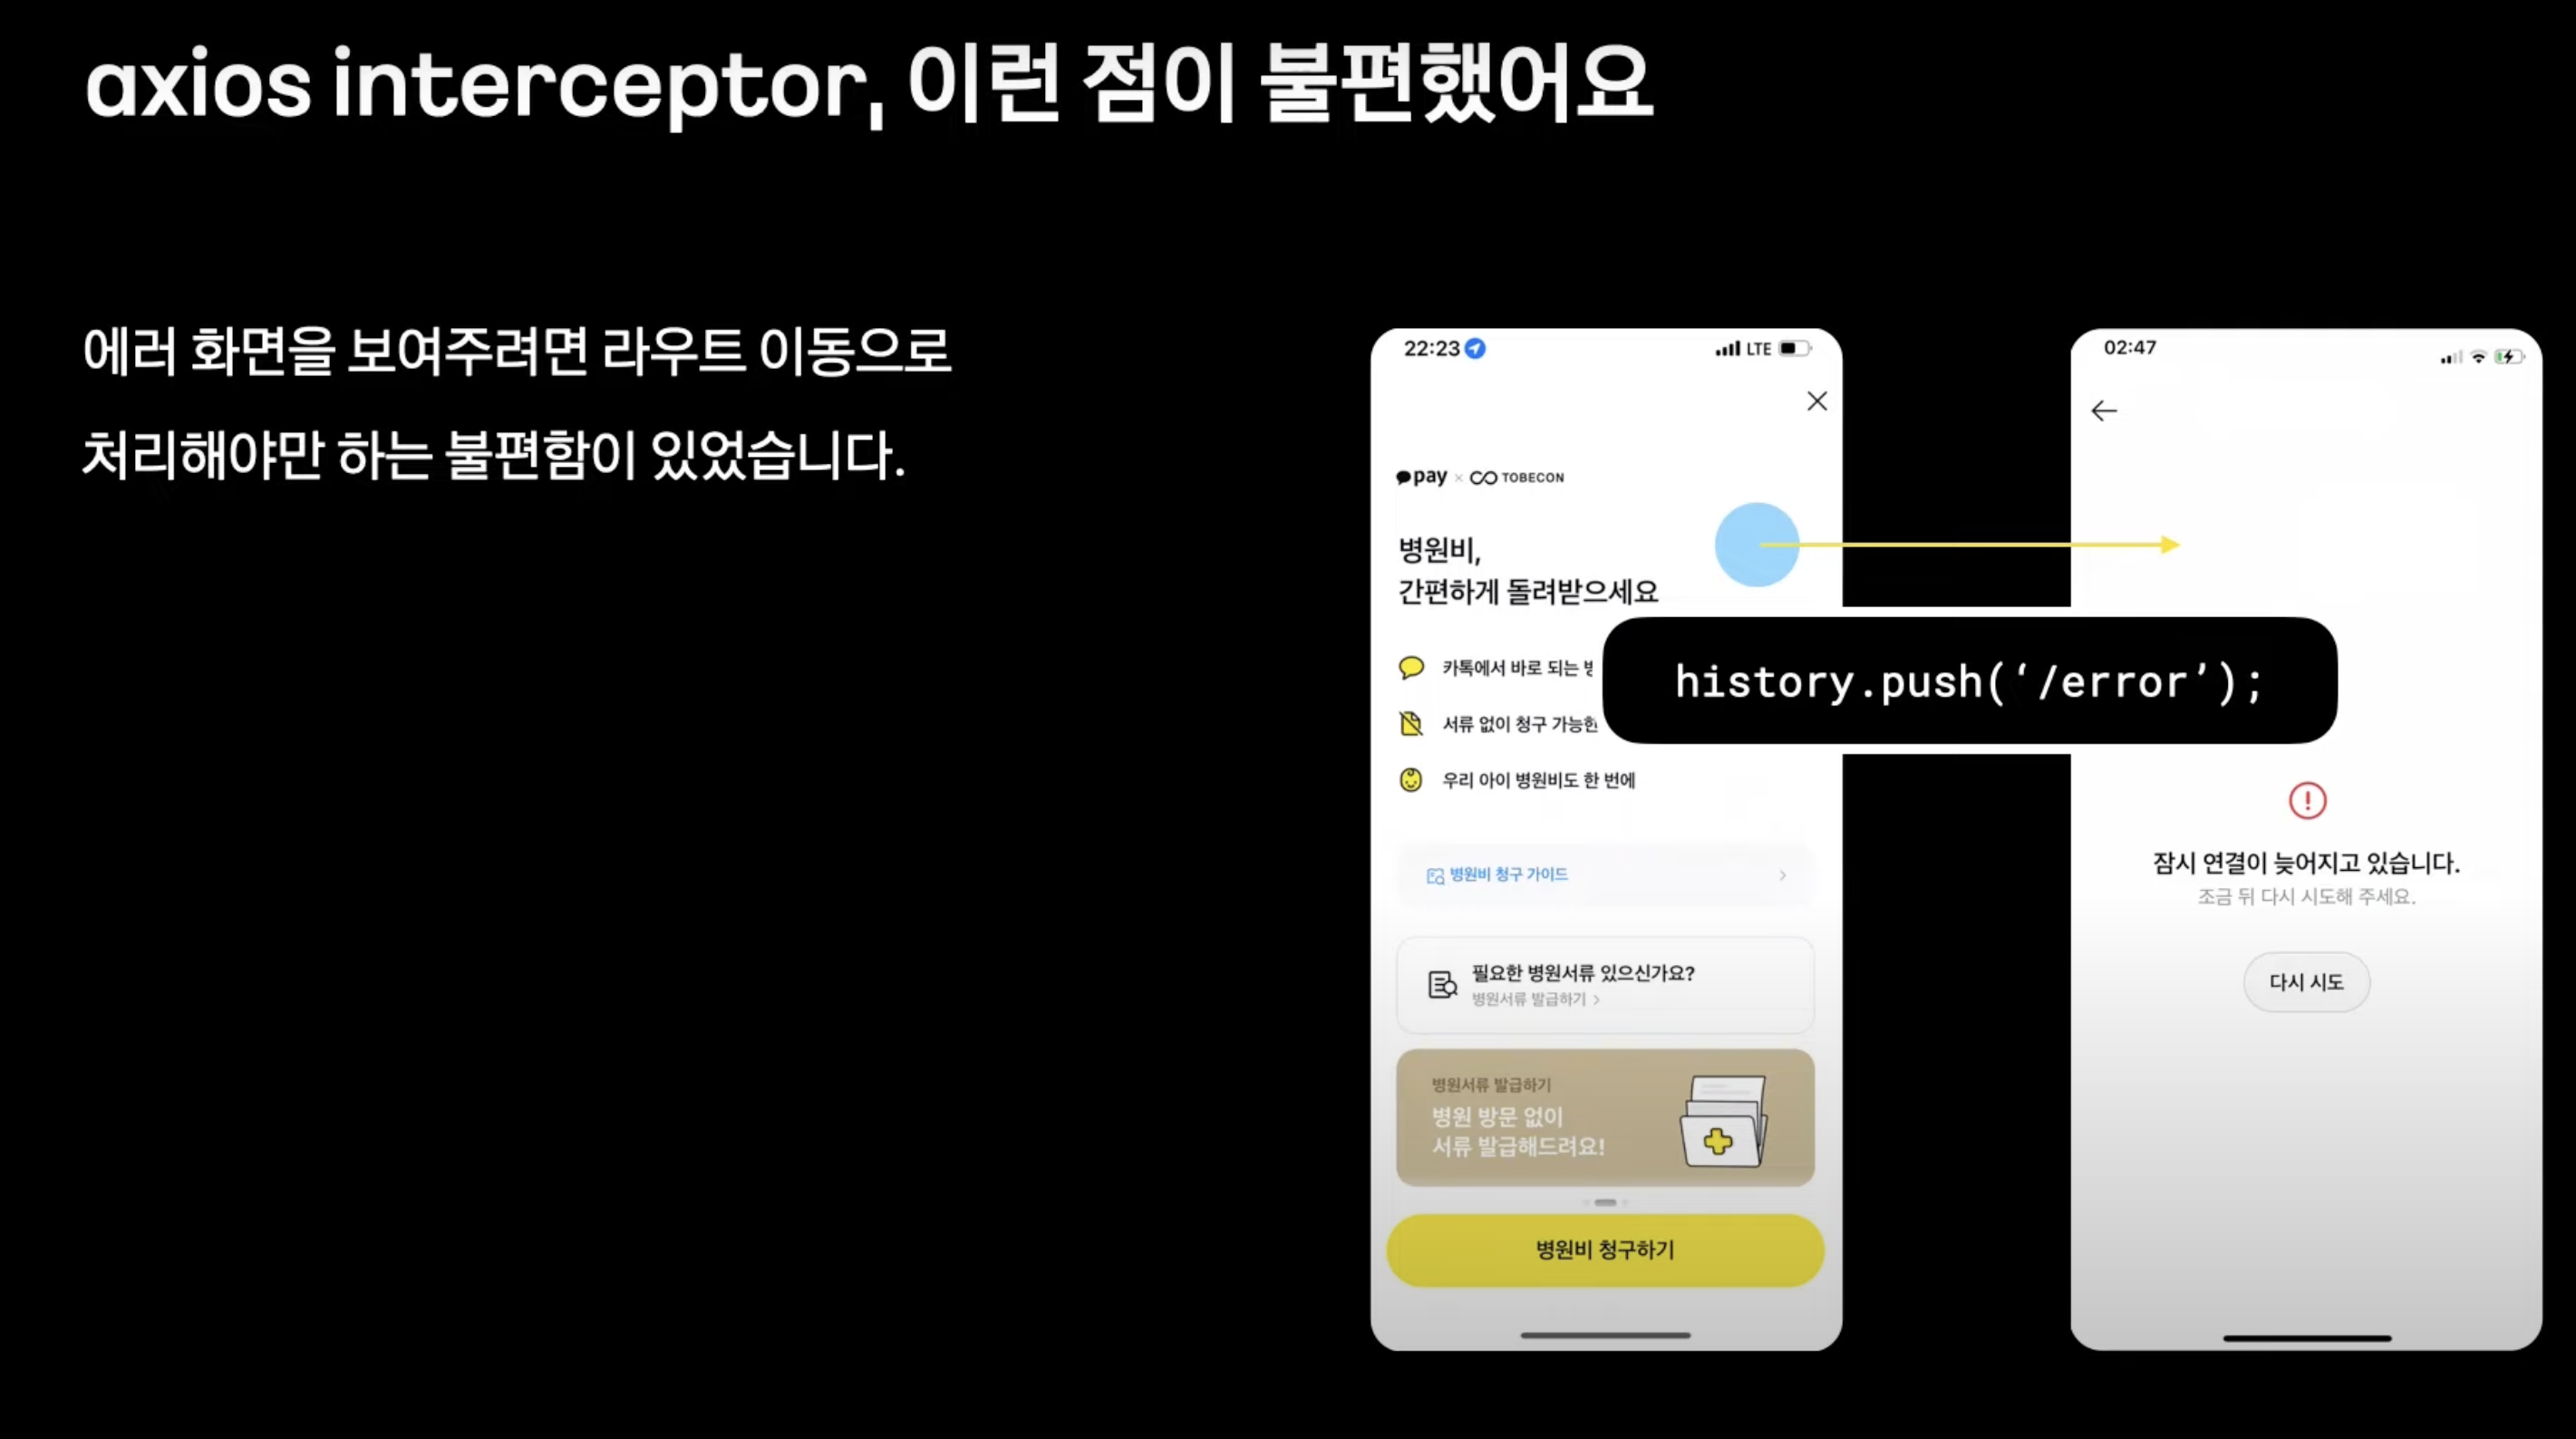 axios interceptor, 이런 점이 불편했어요
에러 화면을 보여주려면 라우트 이동으로
처리해야만 하는 불편함이 있었습니다.
22:23 LTE
pay × TOBECON
병원비,
간편하게 돌려받으세요
카톡에서 바로 되는
서류 없이 청구 가능한
우리 아이 병원비도 한 번에
병원비 청구 가이드
필요한 병원서류 있으신가요?
병원서류 발급하기
병원서류 발급하기
병원 방문 없이
서류 발급해드려요!
병원비 청구하기
history.push(‘/error’);
02:47
잠시 연결이 늦어지고 있습니다.
조금 뒤 다시 시도해 주세요.
다시 시도